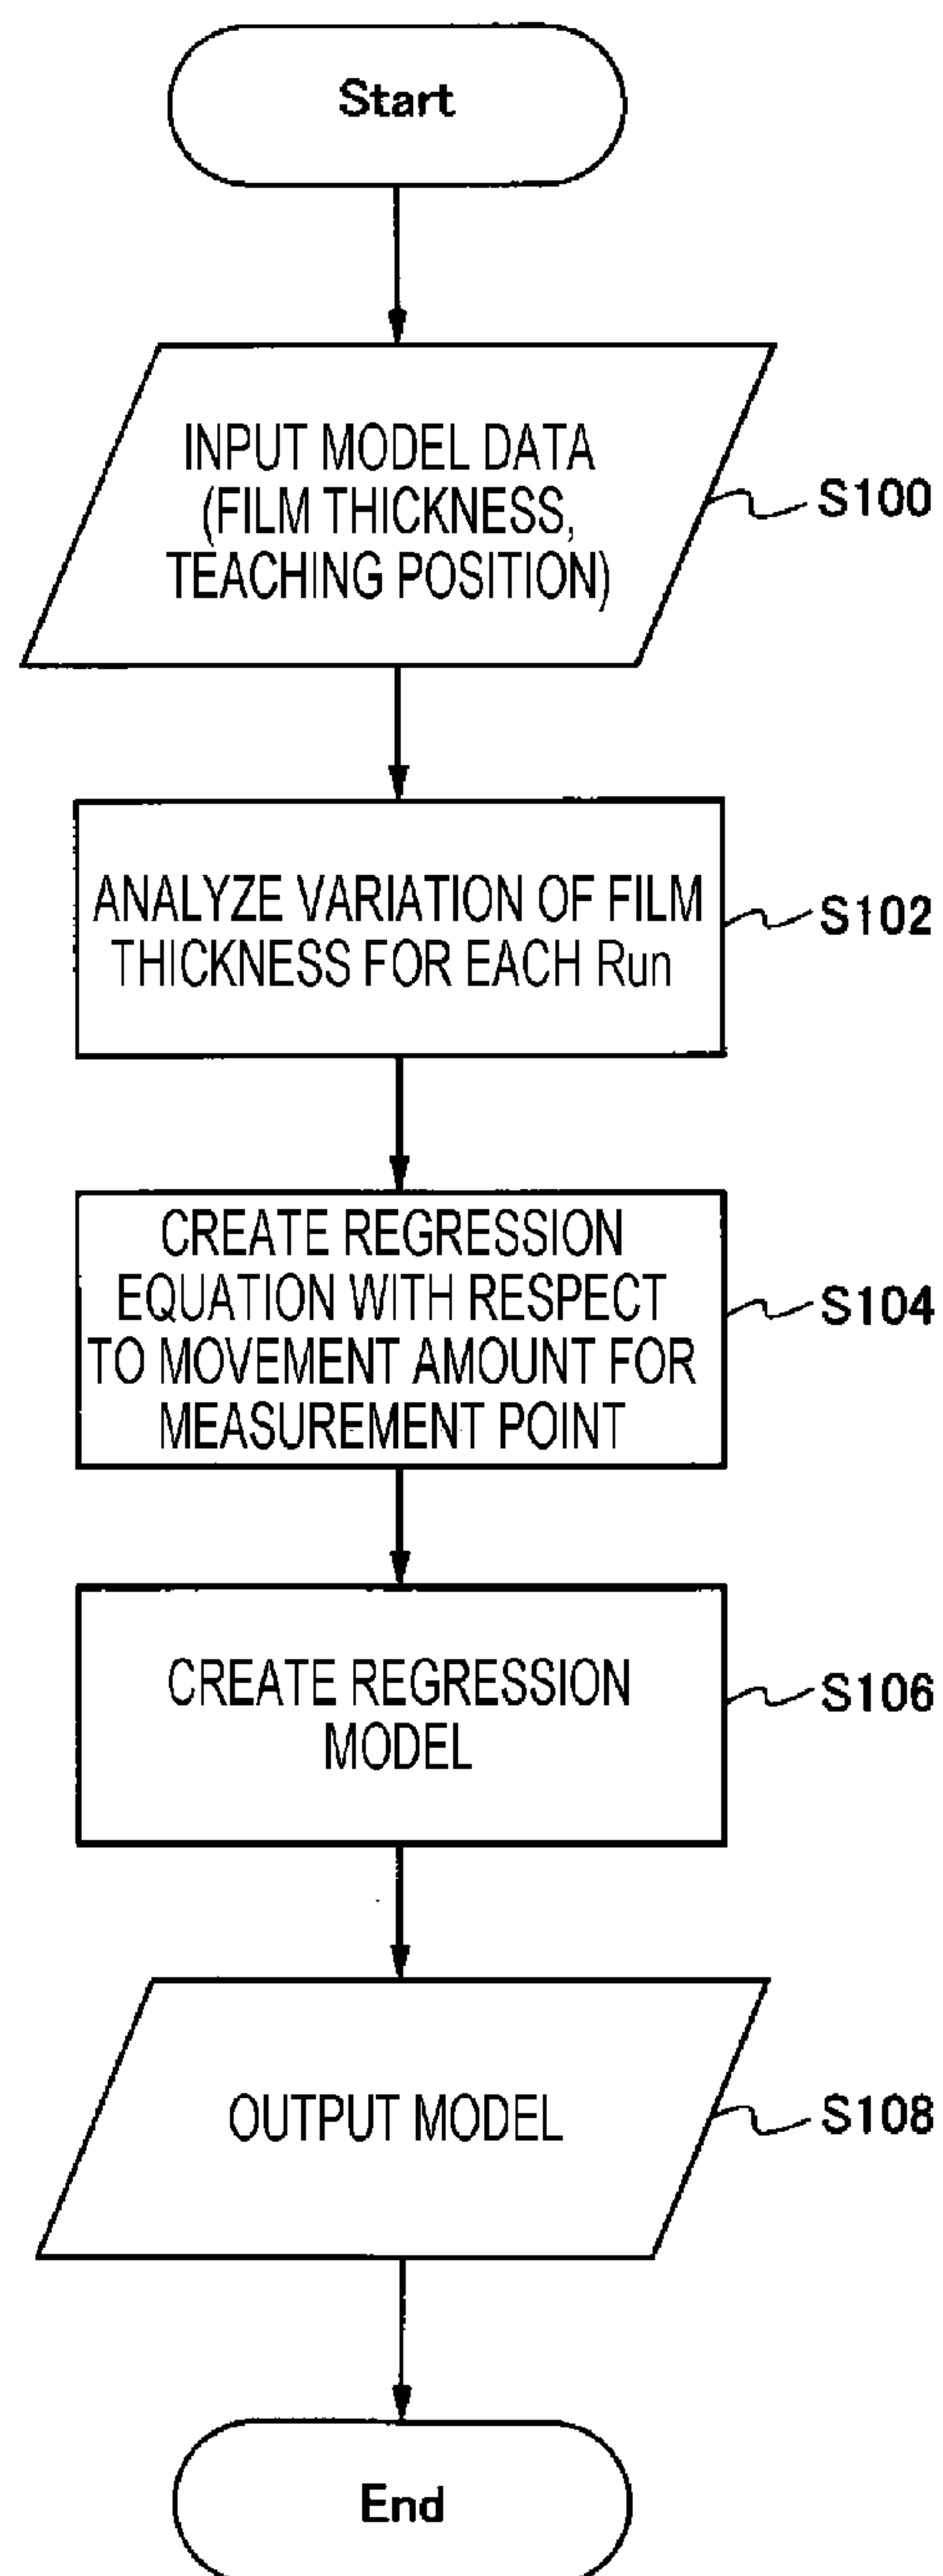 Start
INPUT MODEL DATA
(FILM THICKNESS,
TEACHING POSITION)
S100
ANALYZE VARIATION OF FILM
THICKNESS FOR EACH Run
S102
CREATE REGRESSION
EQUATION WITH RESPECT
TO MOVEMENT AMOUNT FOR
MEASUREMENT POINT
S104
CREATE REGRESSION
MODEL
S106
OUTPUT MODEL
S108
End